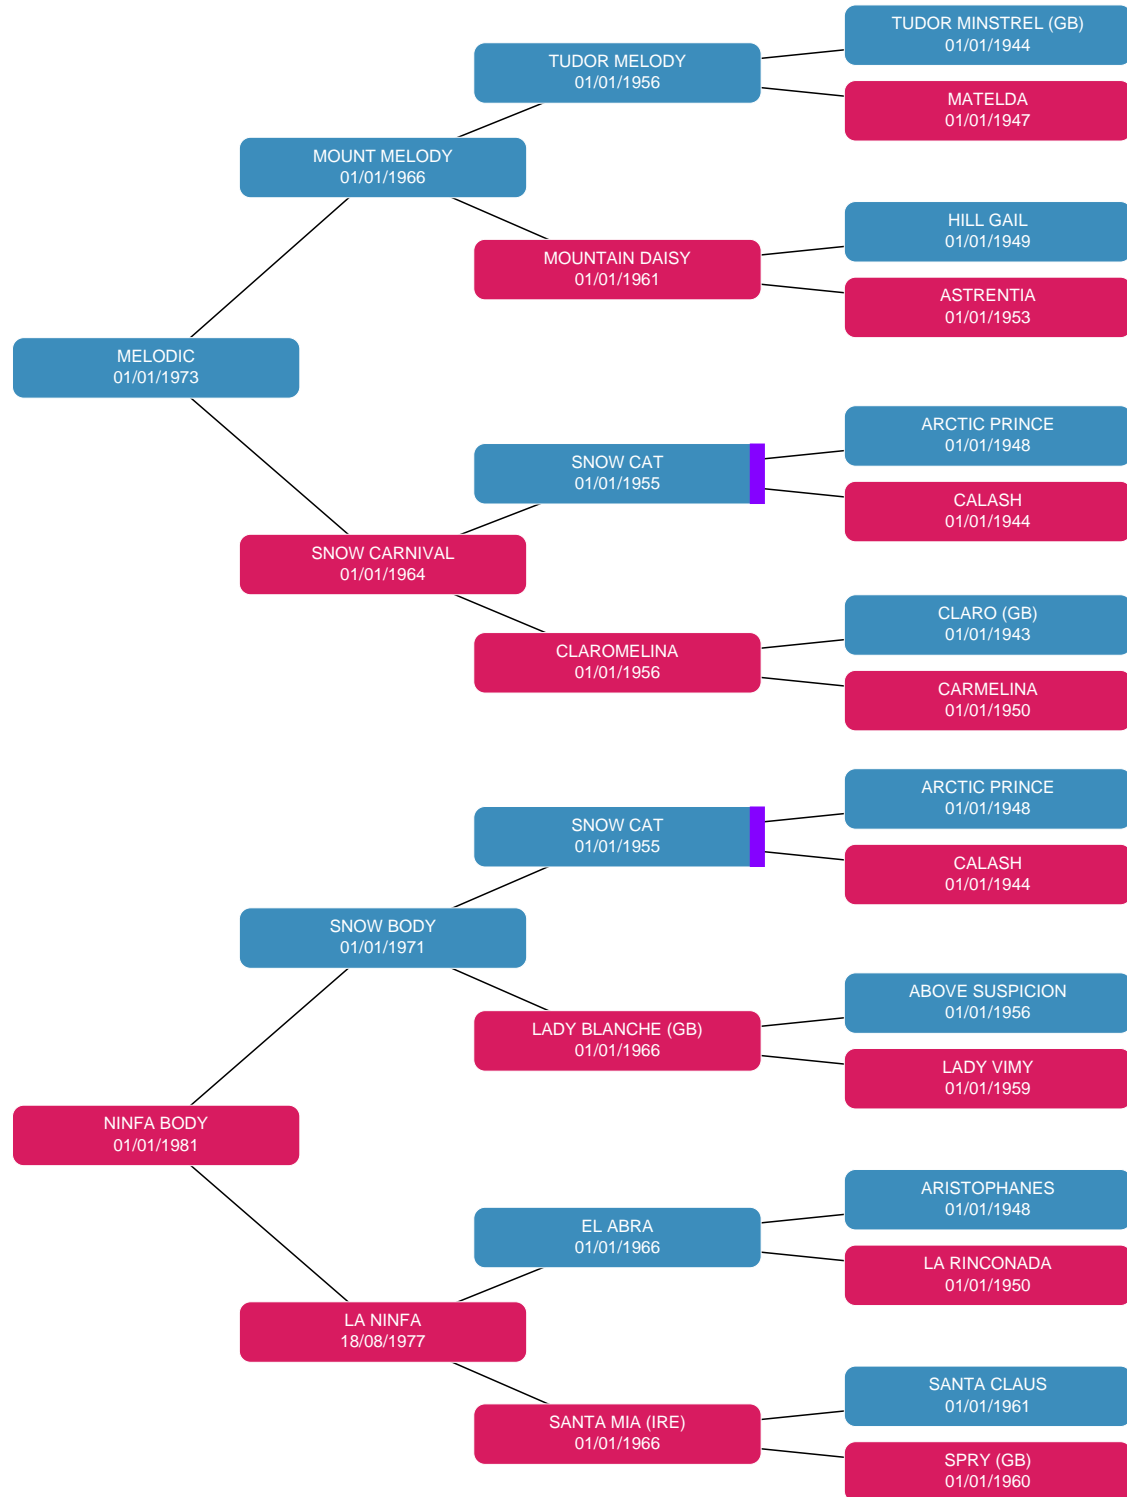 TUDOR MINSTREL (GB)
01/01/1944
TUDOR MELODY
01/01/1956
MATELDA
01/01/1947
MOUNT MELODY
01/01/1966
HILL GAIL
01/01/1949
MOUNTAIN DAISY
01/01/1961
ASTRENTIA
01/01/1953
MELODIC
01/01/1973
ARCTIC PRINCE
01/01/1948
SNOW CAT
01/01/1955
CALASH
01/01/1944
SNOW CARNIVAL
01/01/1964
CLARO (GB)
01/01/1943
CLAROMELINA
01/01/1956
CARMELINA
01/01/1950
ARCTIC PRINCE
01/01/1948
SNOW CAT
01/01/1955
CALASH
01/01/1944
SNOW BODY
01/01/1971
ABOVE SUSPICION
01/01/1956
LADY BLANCHE (GB)
01/01/1966
LADY VIMY
01/01/1959
NINFA BODY
01/01/1981
ARISTOPHANES
01/01/1948
EL ABRA
01/01/1966
LA RINCONADA
01/01/1950
LA NINFA
18/08/1977
SANTA CLAUS
01/01/1961
SANTA MIA (IRE)
01/01/1966
SPRY (GB)
01/01/1960